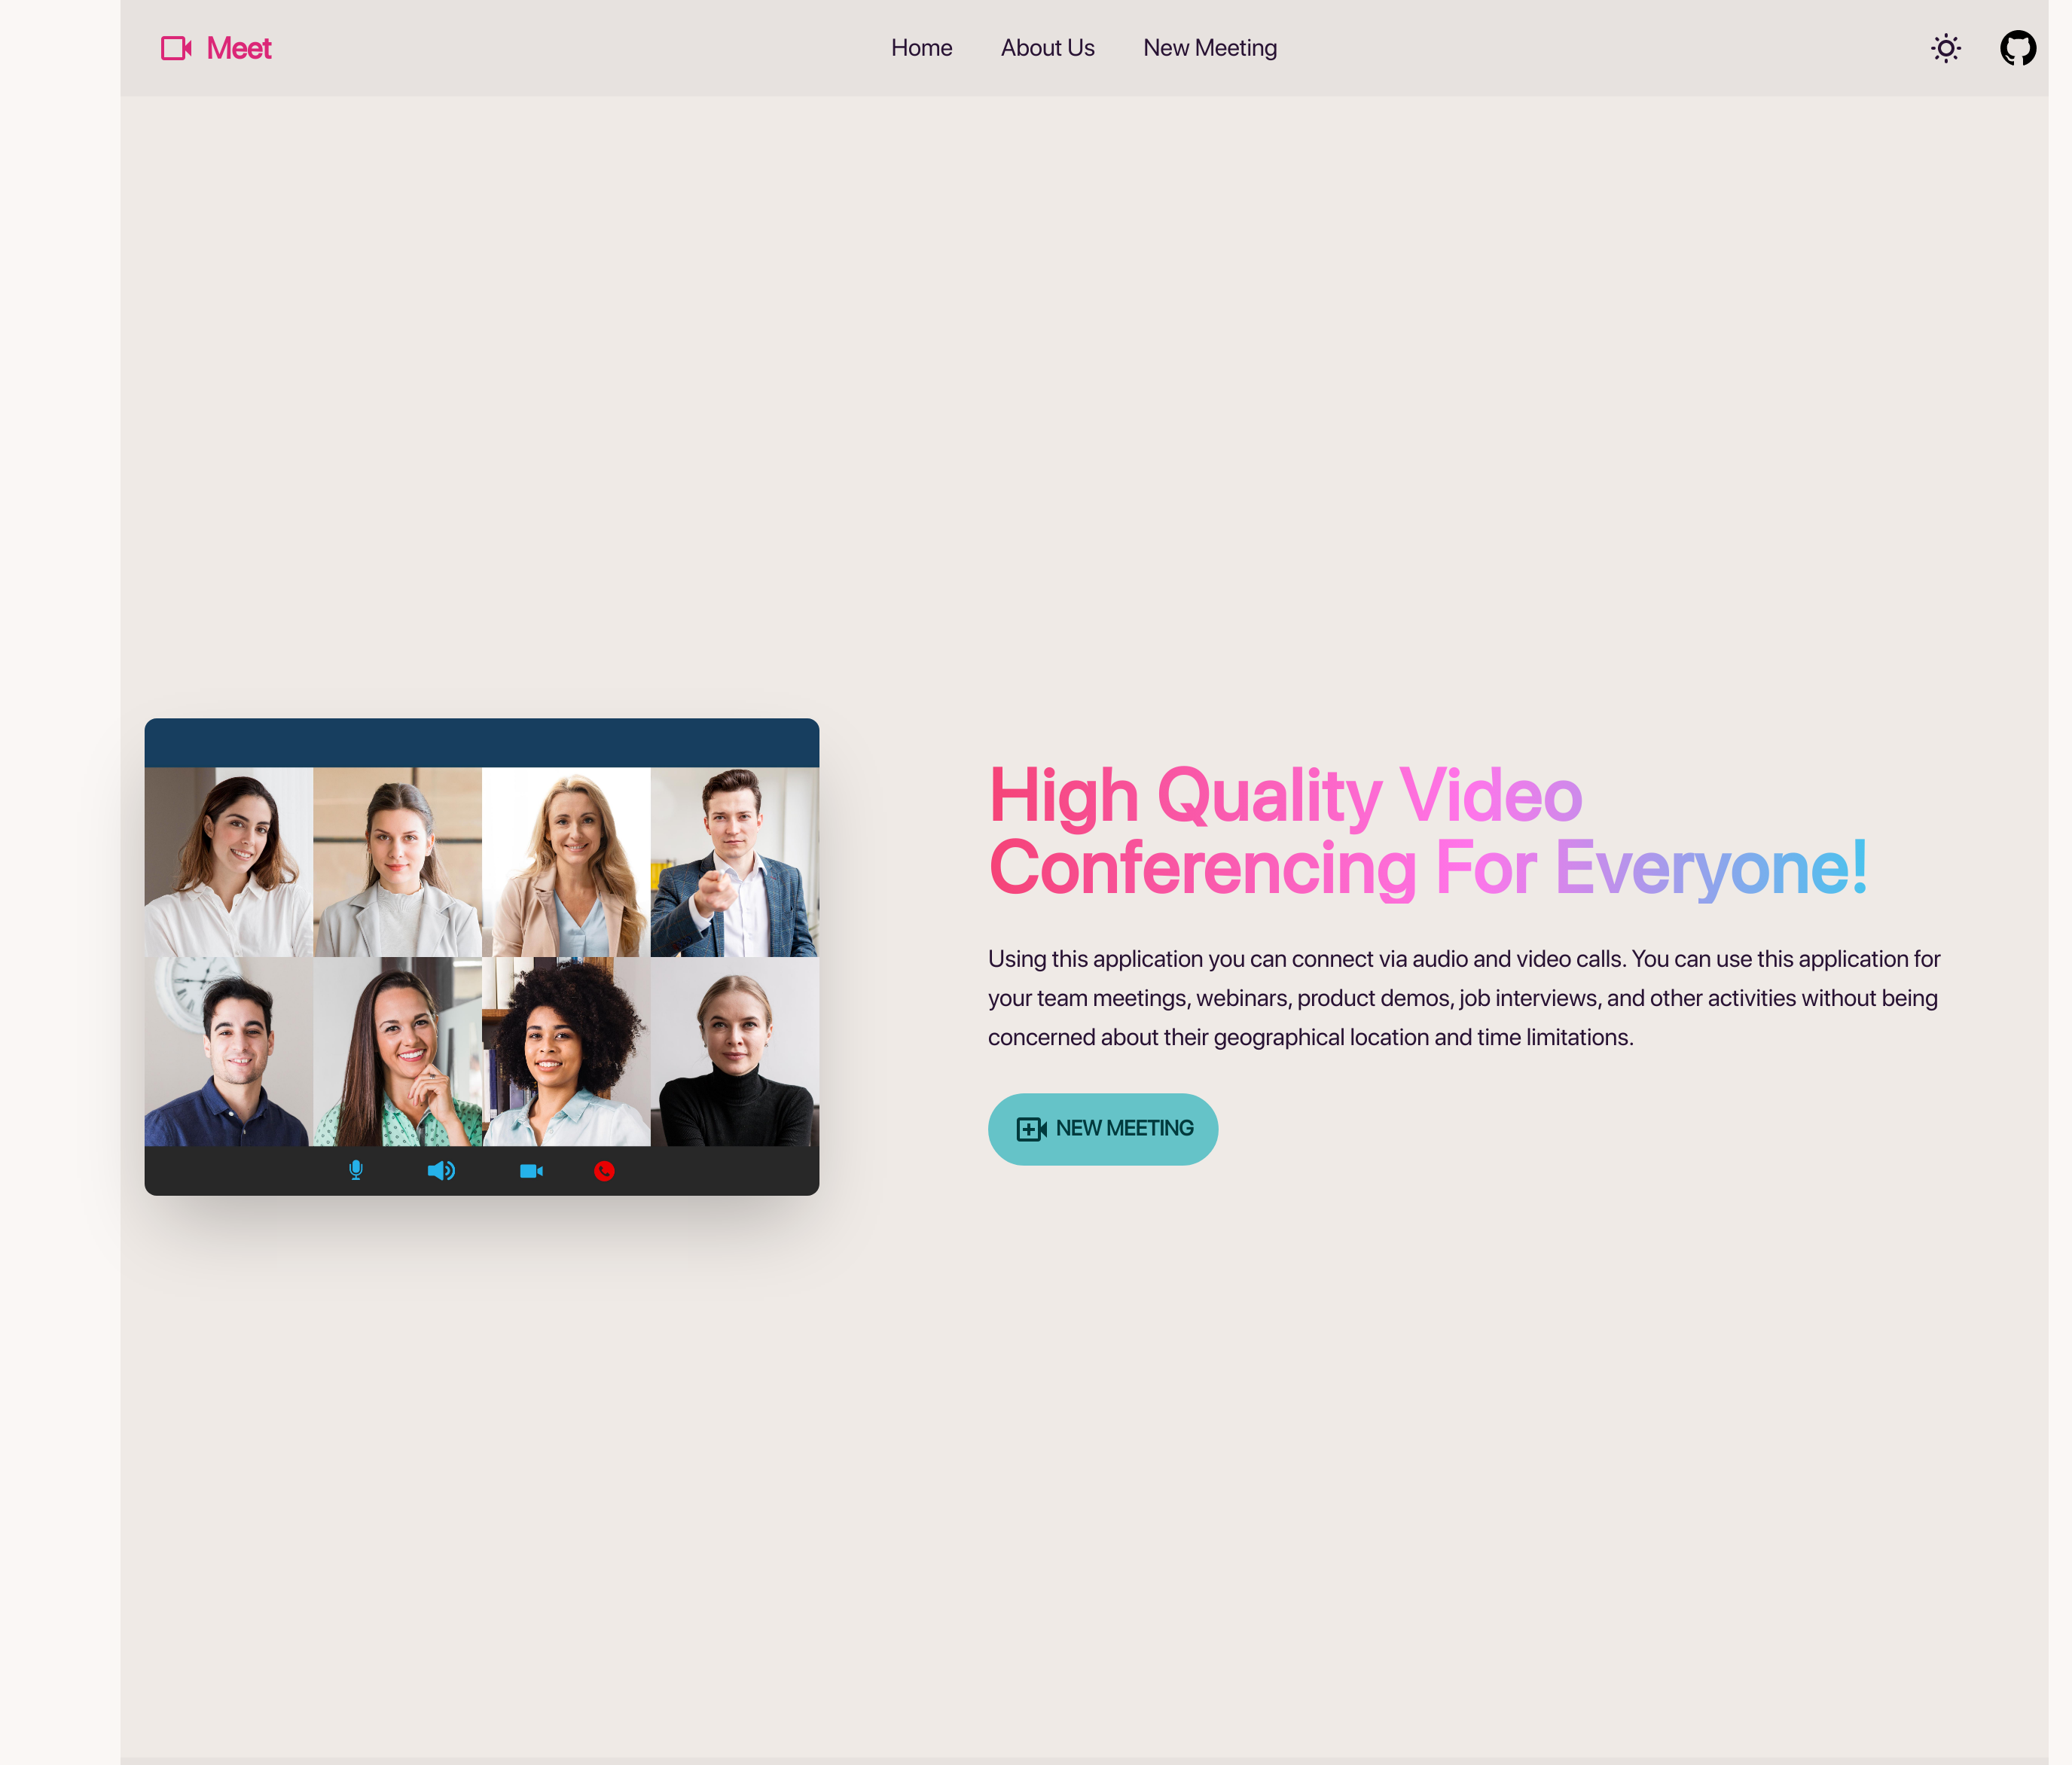 Meet
Home
About Us
New Meeting
High Quality Video
Conferencing For Everyone!
Using this application you can connect via audio and video calls. You can use this application for
your team meetings, webinars, product demos, job interviews, and other activities without being
concerned about their geographical location and time limitations.
NEW MEETING